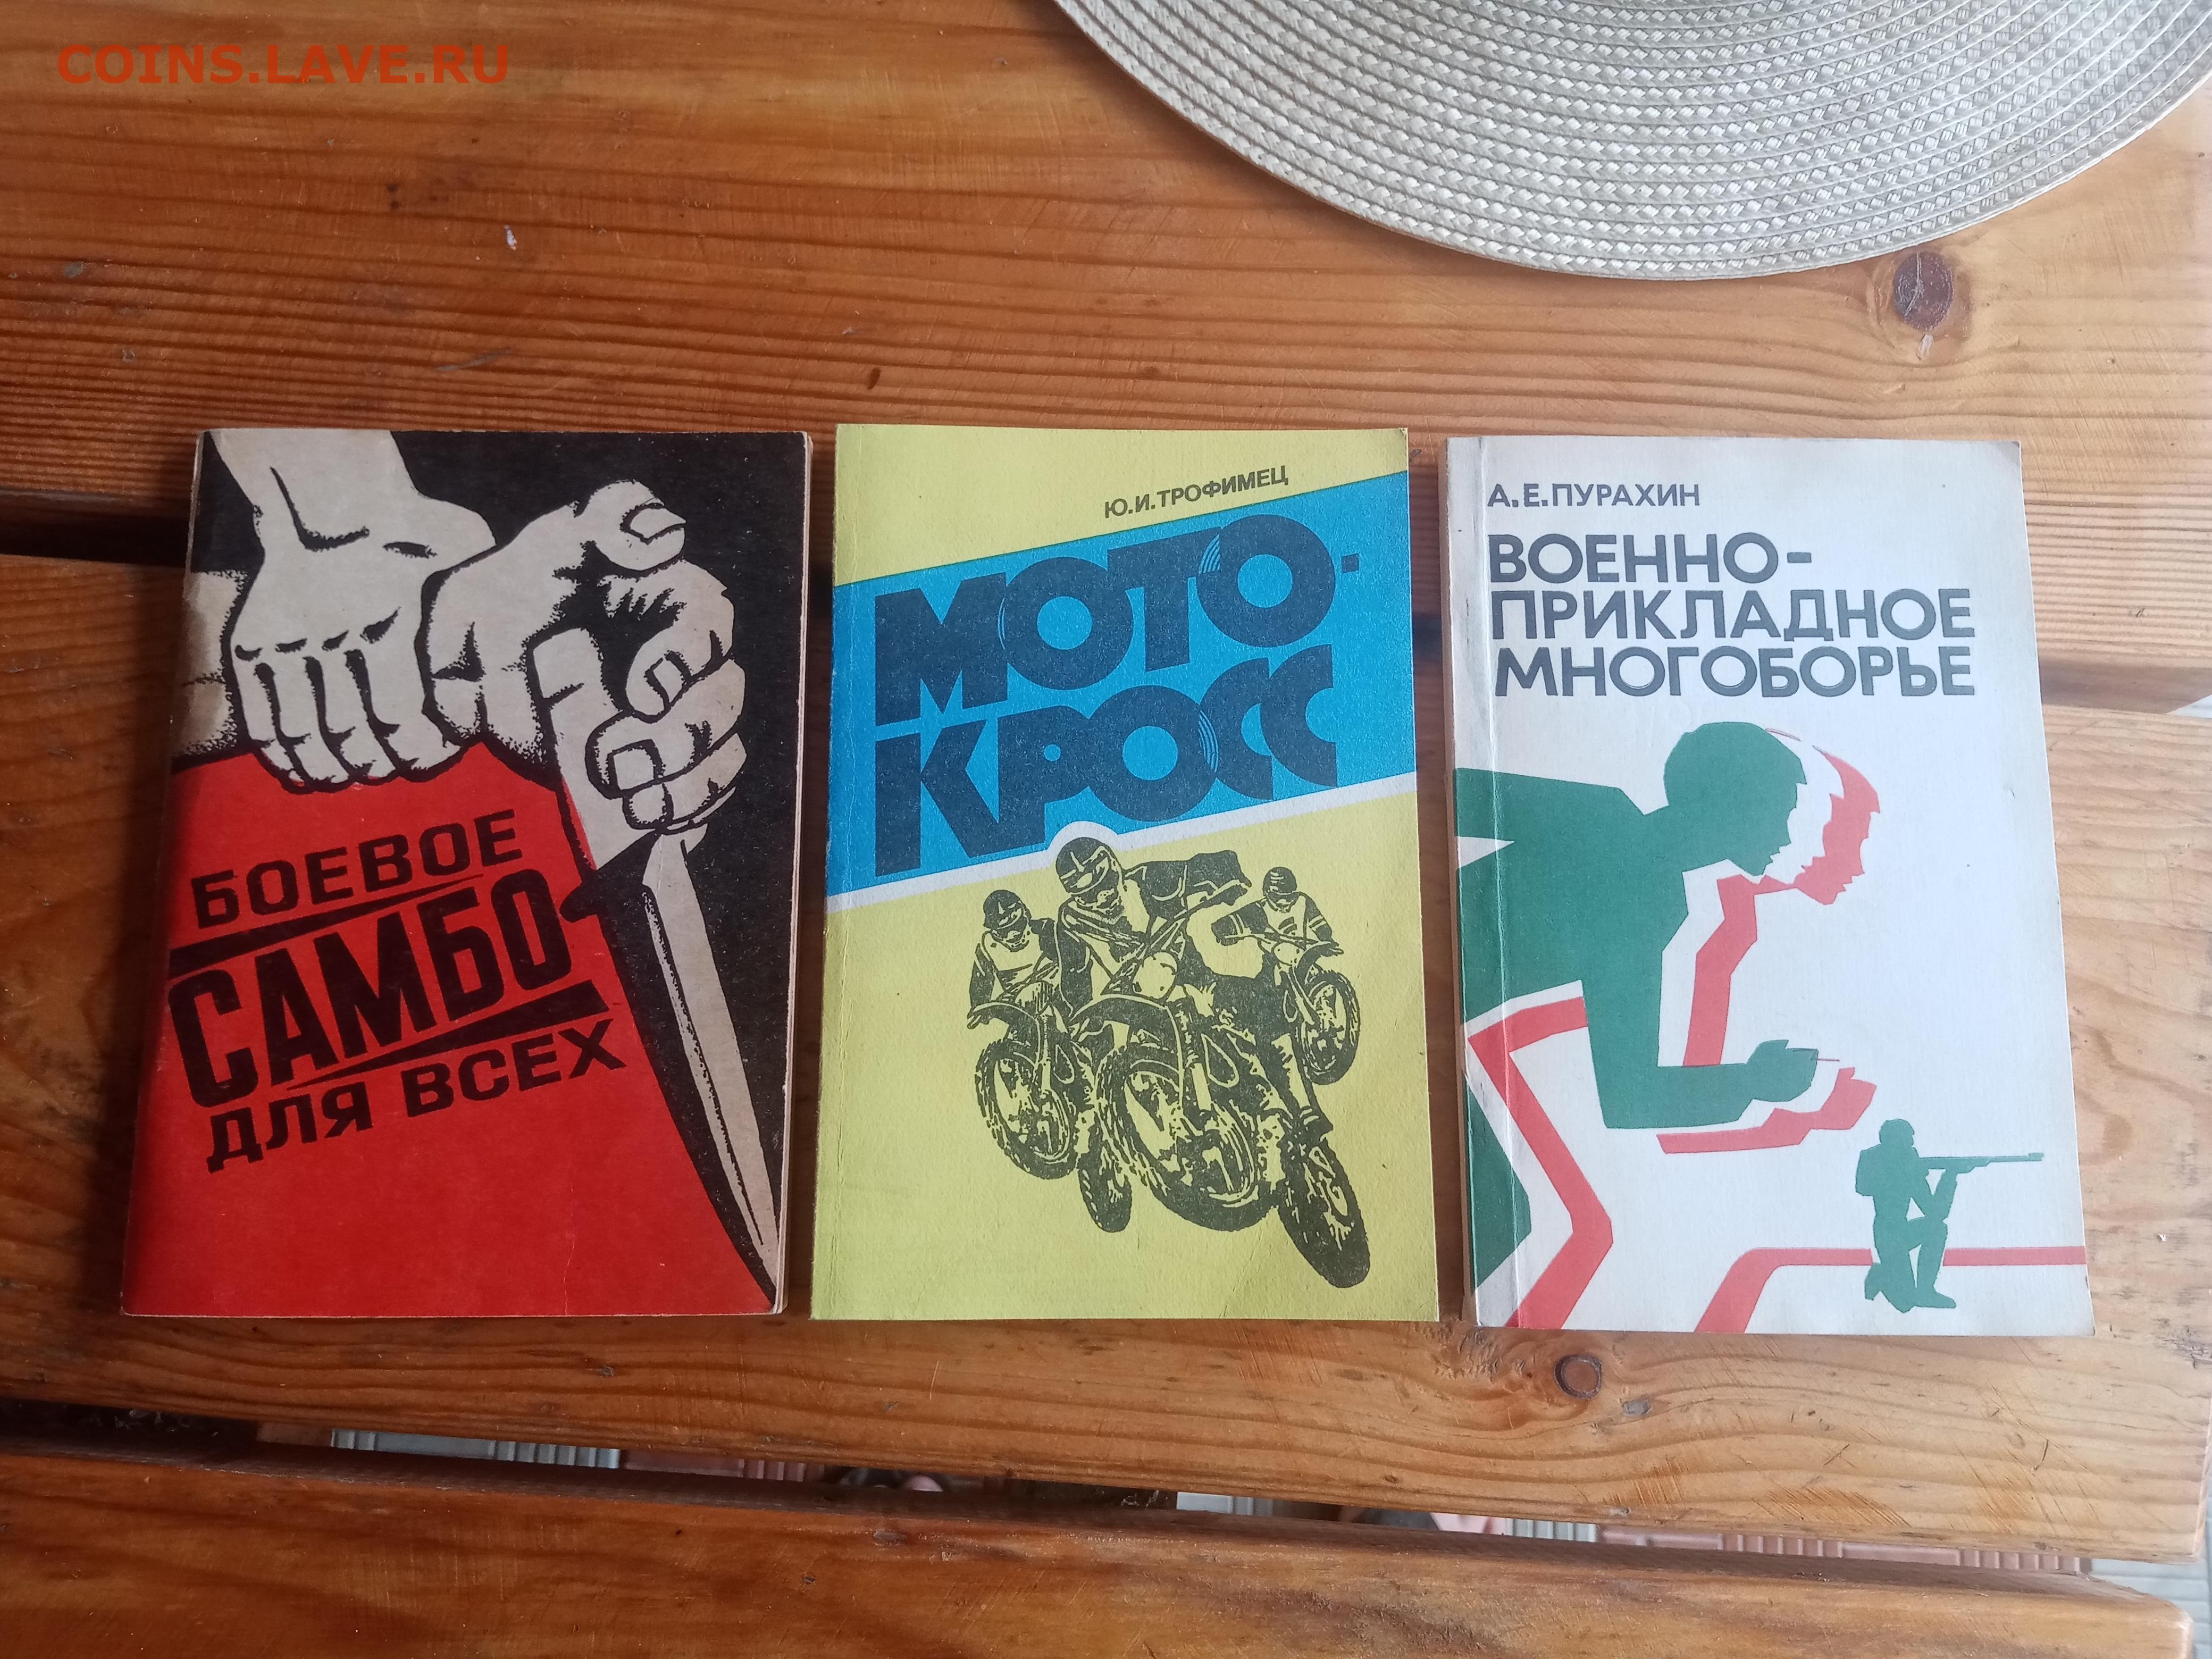 COINS.LAVE.RU
БОЕВОЕ
САМБО
ДЛЯ ВСЕХ
Ю.И.ТРОФИМЕЦ
МОТО-
КРОСС
А.Е.ПУРАХИН
ВОЕННО-
ПРИКЛАДНОЕ
МНОГОБОРЬЕ